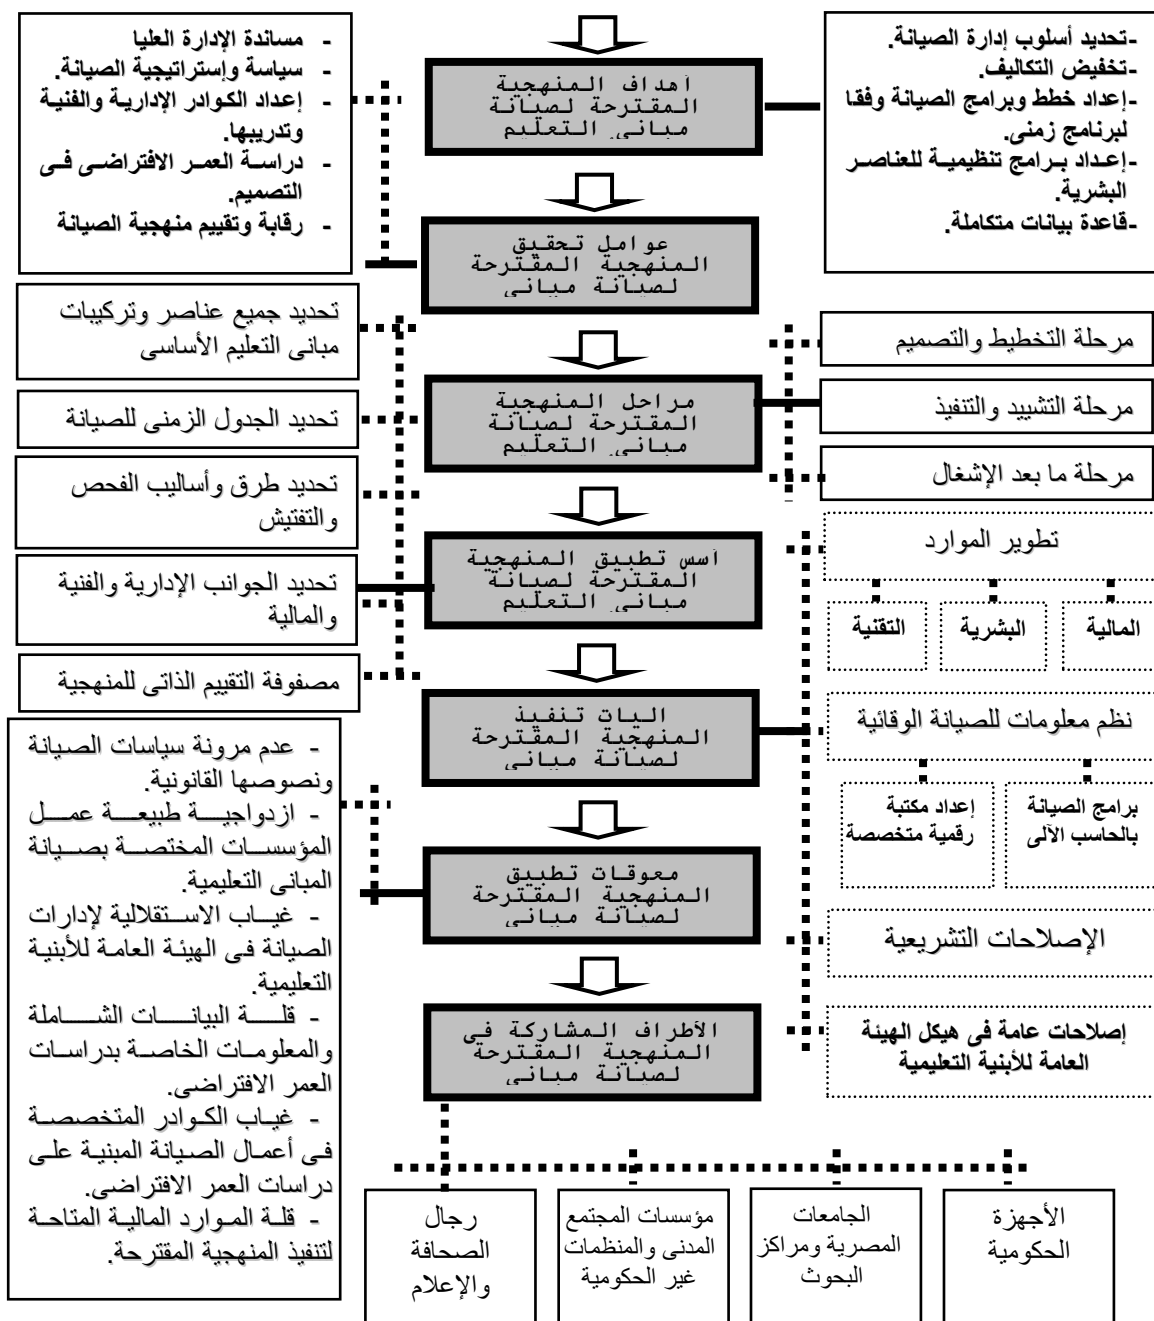 أهداف المنهجية
المقترحة لصيانة
مبانى التعليم
-تحديد أسلوب إدارة الصيانة.
-تخفيض التكاليف.
-إعداد خطط وبرامج الصيانة وفقا
لبرنامج زمنى.
-إعداد برامج تنظيمية للعناصر
البشرية.
-قاعدة بيانات متكاملة.
- مساندة الإدارة العليا
- سياسة وإستراتيجية الصيانة.
- إعداد الكوادر الإدارية والفنية
وتدريبها.
- دراسة العمر الافتراضى فى
التصميم.
- رقابة وتقييم منهجية الصيانة
عوامل تحقيق
المنهجية المقترحة
لصيانة مبانى
مرحلة التخطيط والتصميم
مرحلة التشييد والتنفيذ
مرحلة ما بعد الإشغال
مراحل المنهجية
المقترحة لصيانة
مبانى التعليم
تحديد جميع عناصر وتركيبات
مبانى التعليم الأساسى
تحديد الجدول الزمنى للصيانة
تحديد طرق وأساليب الفحص
والتفتيش
تحديد الجوانب الإدارية والفنية
والمالية
مصفوفة التقييم الذاتى للمنهجية
أسس تطبيق المنهجية
المقترحة لصيانة
مبانى التعليم
تطوير الموارد
المالية
البشرية
التقنية
نظم معلومات للصيانة الوقائية
برامج الصيانة
بالحاسب الآلى
إعداد مكتبة
رقمية متخصصة
الإصلاحات التشريعية
إصلاحات عامة فى هيكل الهيئة
العامة للأبنية التعليمية
اليات تنفيذ
المنهجية المقترحة
لصيانة مبانى
معوقات تطبيق
المنهجية المقترحة
لصيانة مبانى
- عدم مرونة سياسات الصيانة
ونصوصها القانونية.
- ازدواجية طبيعة عمل
المؤسسات المختصة بصيانة
المبانى التعليمية.
- غياب الاستقلالية لإدارات
الصيانة فى الهيئة العامة للأبنية
التعليمية.
- قلة البيانات الشاملة
والمعلومات الخاصة بدراسات
العمر الافتراضى.
- غياب الكوادر المتخصصة
فى أعمال الصيانة المبنية على
دراسات العمر الافتراضى.
- قلة الموارد المالية المتاحة
لتنفيذ المنهجية المقترحة.
الأطراف المشاركة فى
المنهجية المقترحة
لصيانة مبانى
الأجهزة
الحكومية
الجامعات
المصرية ومراكز
البحوث
مؤسسات المجتمع
المدنى والمنظمات
غير الحكومية
رجال
الصحافة
والإعلام